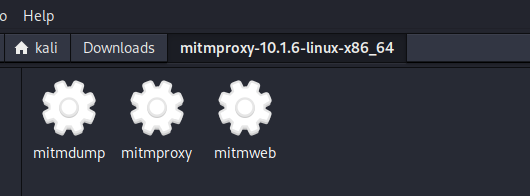 o Help
kali Downloads mitmproxy-10.1.6-linux-x86_64
mitmdump mitmproxy mitmweb